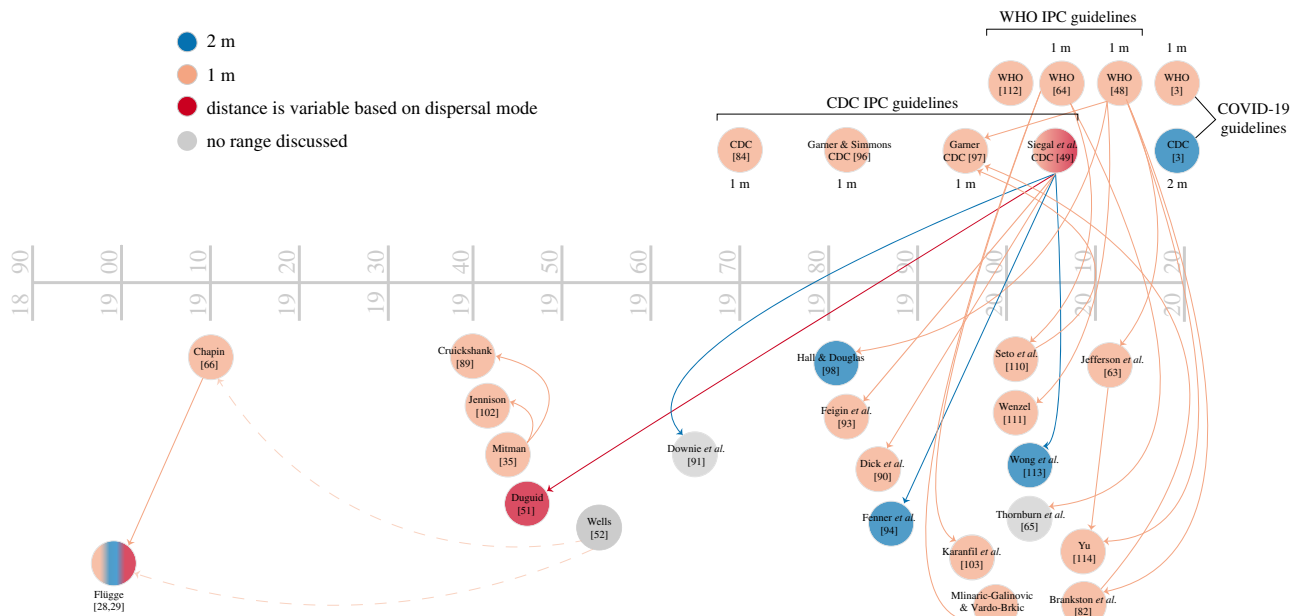 WHO IPC guidelines
2 m
1 m
distance is variable based on dispersal mode
no range discussed
1 m
1 m
1 m
WHO
[112]
WHO
[64]
WHO
[48]
WHO
[3]
COVID-19
guidelines
CDC IPC guidelines
CDC
[84]
Garner & Simmons
CDC [96]
Garner
CDC [97]
Siegal et al.
CDC [49]
CDC
[3]
1 m
1 m
1 m
2 m
18 90
19 00
19 10
19 40
19 50
19 70
19 80
19 90
20 00
20 10
20 20
Chapin
[66]
Cruickshank
[89]
Jennison
[102]
Mitman
[35]
Duguid
[51]
Wells
[52]
Flügge
[28,29]
Downie et al.
[91]
Hall & Douglas
[98]
Feigin et al.
[93]
Dick et al.
[90]
Fenner et al.
[94]
Karanfil et al.
[103]
Mlinaric-Galinovic
& Vardo-Brkic
Seto et al.
[110]
Wenzel
[111]
Wong et al.
[113]
Thornburn et al.
[65]
Jefferson et al.
[63]
Yu
[114]
Brankston et al.
[82]